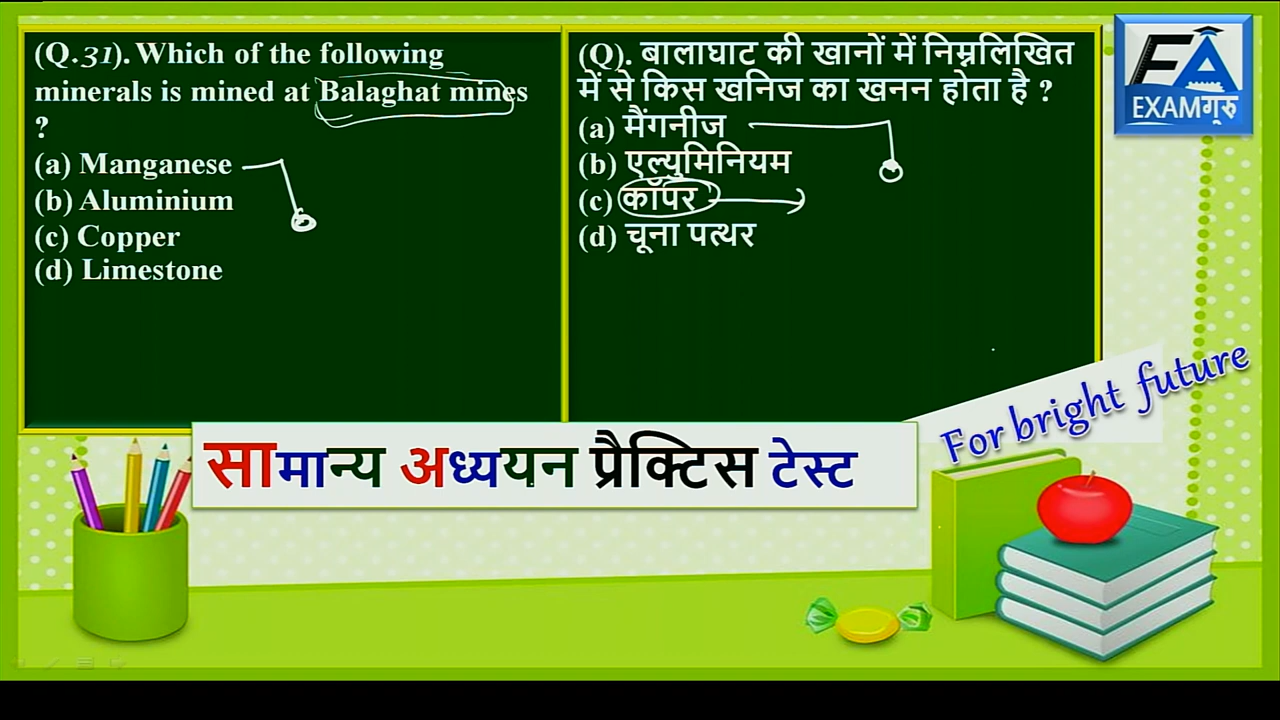 (Q.31). Which of the following
minerals is mined at Balaghat mines
?
(a) Manganese
(b) Aluminium
(c) Copper
(d) Limestone
(Q). बालाघाट की खानों में निम्नलिखित
में से किस खनिज का खनन होता है ?
(a) मैंगनीज
(b) एल्युमिनियम
(c) कॉपर
(d) चूना पत्थर
EXAMगुरु
For bright future
सामान्य अध्ययन प्रैक्टिस टेस्ट